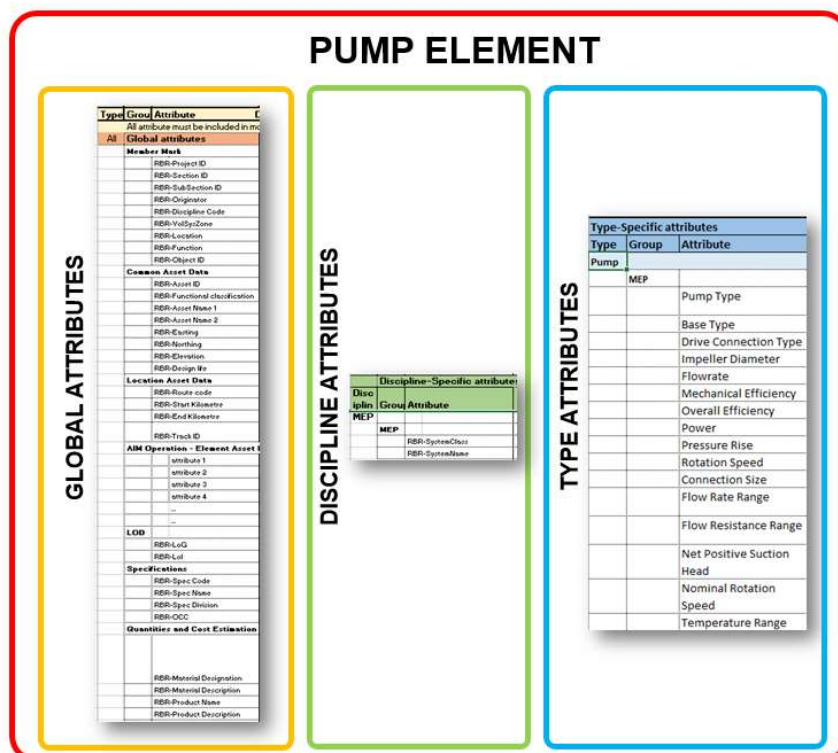 PUMP ELEMENT
GLOBAL ATTRIBUTES
Type Grou Attribute
All attribute must be included in mo
All Global attributes
Member Mark
RBR-Project ID
RBR-Section ID
RBR-SubSection ID
RBR-Originator
RBR-Discipline Code
RBR-VolSysZone
RBR-Location
RBR-Function
RBR-Object ID
Common Asset Data
RBR-Asset ID
RBR-Functional classification
RBR-Asset Name 1
RBR-Asset Name 2
RBR-Easting
RBR-Northing
RBR-Elevation
RBR-Design life
Location Asset Data
RBR-Route code
RBR-Start Kilometre
RBR-End Kilometre
RBR-Track ID
AIM Operation - Element Asset
attribute 1
attribute 2
attribute 3
attribute 4
...
...
LOD
RBR-LoG
RBR-LoI
Specifications
RBR-Spec Code
RBR-Spec Name
RBR-Spec Division
RBR-OCC
Quantities and Cost Estimation
RBR-Material Designation
RBR-Material Description
RBR-Product Name
RBR-Product Description
DISCIPLINE ATTRIBUTES
Discipline-Specific attributes
Disc
iplin Grou Attribute
MEP
MEP
RBR-SystemClass
RBR-SystemName
TYPE ATTRIBUTES
Type-Specific attributes
Type Group Attribute
Pump
MEP
Pump Type
Base Type
Drive Connection Type
Impeller Diameter
Flowrate
Mechanical Efficiency
Overall Efficiency
Power
Pressure Rise
Rotation Speed
Connection Size
Flow Rate Range
Flow Resistance Range
Net Positive Suction
Head
Nominal Rotation
Speed
Temperature Range